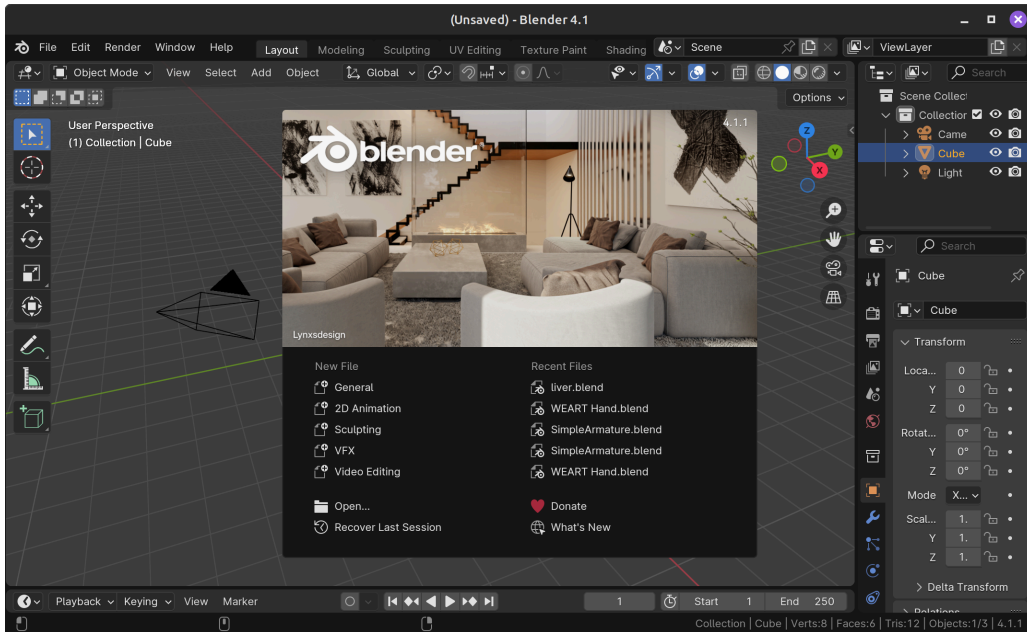 (Unsaved) - Blender 4.1
File Edit Render Window Help Layout Modeling Sculpting UV Editing Texture Paint Shading Scene ViewLayer
Object Mode View Select Add Object Global Search
Options
User Perspective
(1) Collection | Cube
Scene Collec
Collection
Came
Cube
Light
Z
Y
X
4.1.1
blender
Lynxsdesign
New File
General
2D Animation
Sculpting
VFX
Video Editing
Open...
Recover Last Session
Recent Files
liver.blend
WEART Hand.blend
SimpleArmature.blend
SimpleArmature.blend
WEART Hand.blend
Donate
What's New
Search
Cube
Cube
Transform
Loca... 0
Y 0
Z 0
Rotat... 0°
Y 0°
Z 0°
Mode X...
Scal... 1.
Y 1.
Z 1.
Delta Transform
Relations
Playback Keying View Marker 1 Start 1 End 250
Collection | Cube | Verts:8 | Faces:6 | Tris:12 | Objects:1/3 | 4.1.1